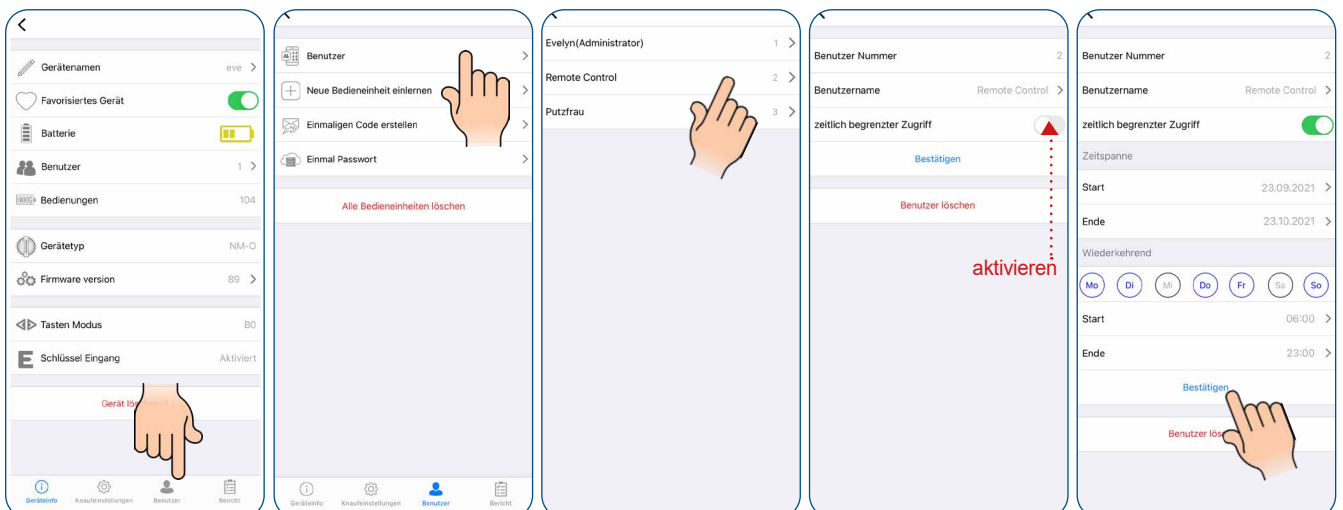 Gerätenamen eve
Favorisiertes Gerät
Batterie
Benutzer 1
Bedienungen 104
Gerätetyp NM-O
Firmware version 89
Tasten Modus B0
Schlüssel Eingang Aktiviert
Gerät lös
Geräteinfo Knaufeinstellungen Benutzer Bericht
Benutzer
Neue Bedieneinheit einlernen
Einmaligen Code erstellen
Einmal Passwort
Alle Bedieneinheiten löschen
Geräteinfo Knaufeinstellungen Benutzer Bericht
Evelyn(Administrator) 1
Remote Control 2
Putzfrau 3
Benutzer Nummer 2
Benutzername Remote Control
zeitlich begrenzter Zugriff
Bestätigen
Benutzer löschen
aktivieren
Benutzer Nummer 2
Benutzername Remote Control
zeitlich begrenzter Zugriff
Zeitspanne
Start 23.09.2021
Ende 23.10.2021
Wiederkehrend
Mo Di Mi Do Fr Sa So
Start 06:00
Ende 23:00
Bestätigen
Benutzer lös